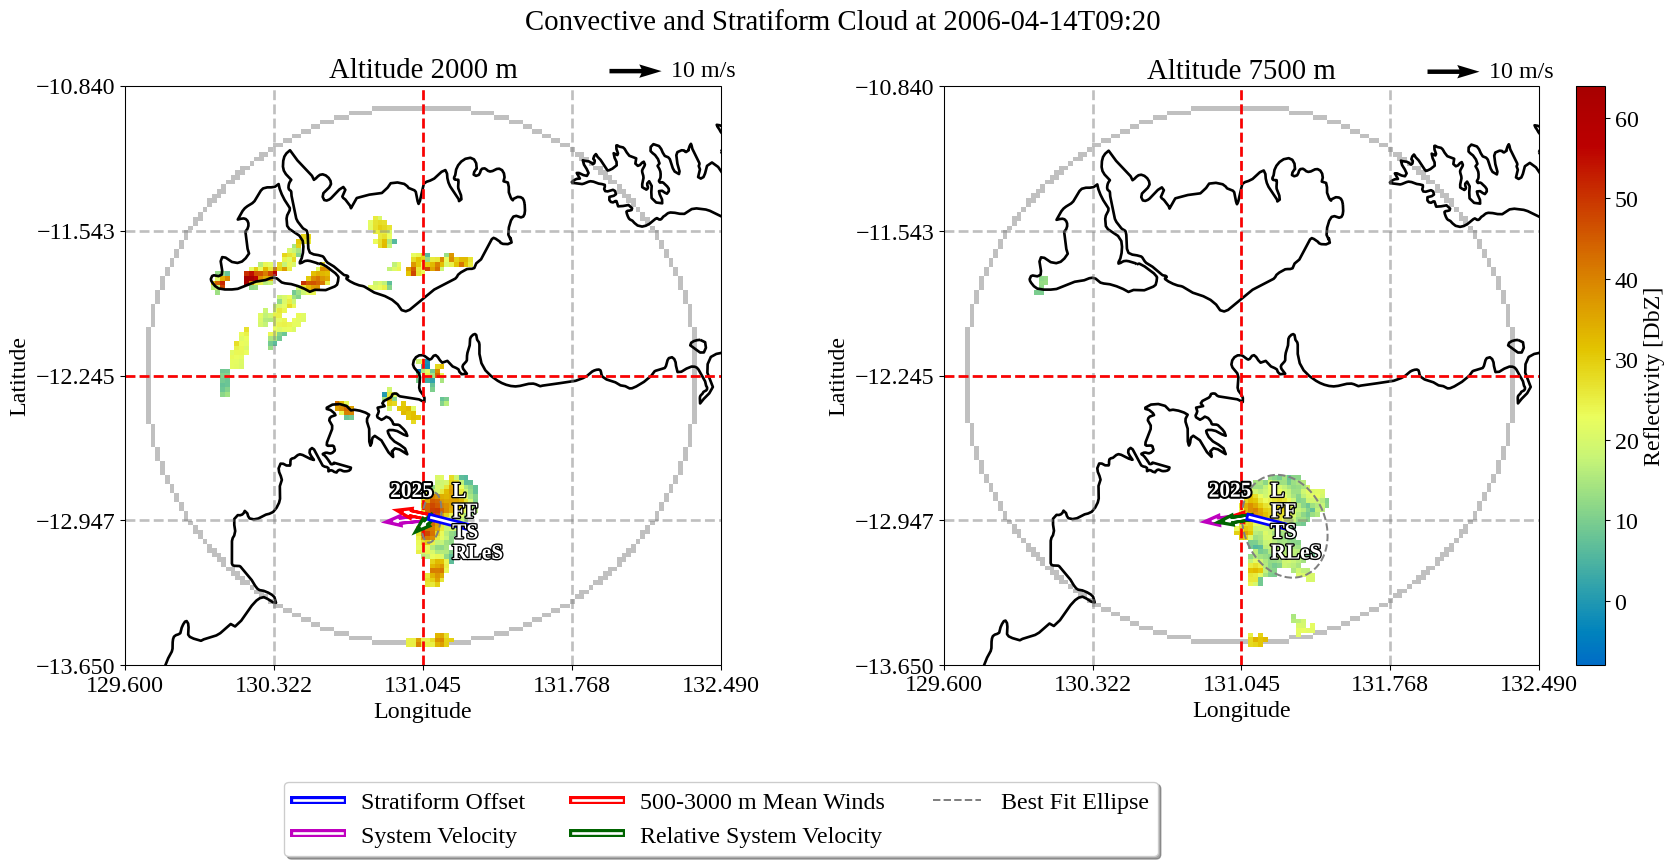 Convective and Stratiform Cloud at 2006-04-14T09:20
Altitude 2000 m
10 m/s
−10.840
−11.543
−12.245
−12.947
−13.650
Latitude
2025
L
FF
TS
RLeS
129.600
130.322
131.045
131.768
132.490
Longitude
Altitude 7500 m
10 m/s
−10.840
−11.543
−12.245
−12.947
−13.650
Latitude
2025
L
FF
TS
RLeS
129.600
130.322
131.045
131.768
132.490
Longitude
60
50
40
30
20
10
0
Reflectivity [DbZ]
Stratiform Offset
System Velocity
500-3000 m Mean Winds
Relative System Velocity
Best Fit Ellipse